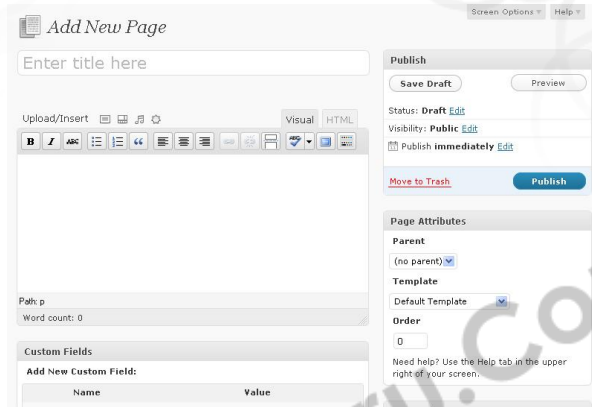 Screen Options Help
Add New Page
Enter title here
Upload/Insert
Visual HTML
B I ABC
Path: p
Word count: 0
Custom Fields
Add New Custom Field:
Name Value
Publish
Save Draft Preview
Status: Draft Edit
Visibility: Public Edit
Publish immediately Edit
Move to Trash Publish
Page Attributes
Parent
(no parent)
Template
Default Template
Order
0
Need help? Use the Help tab in the upper
right of your screen.